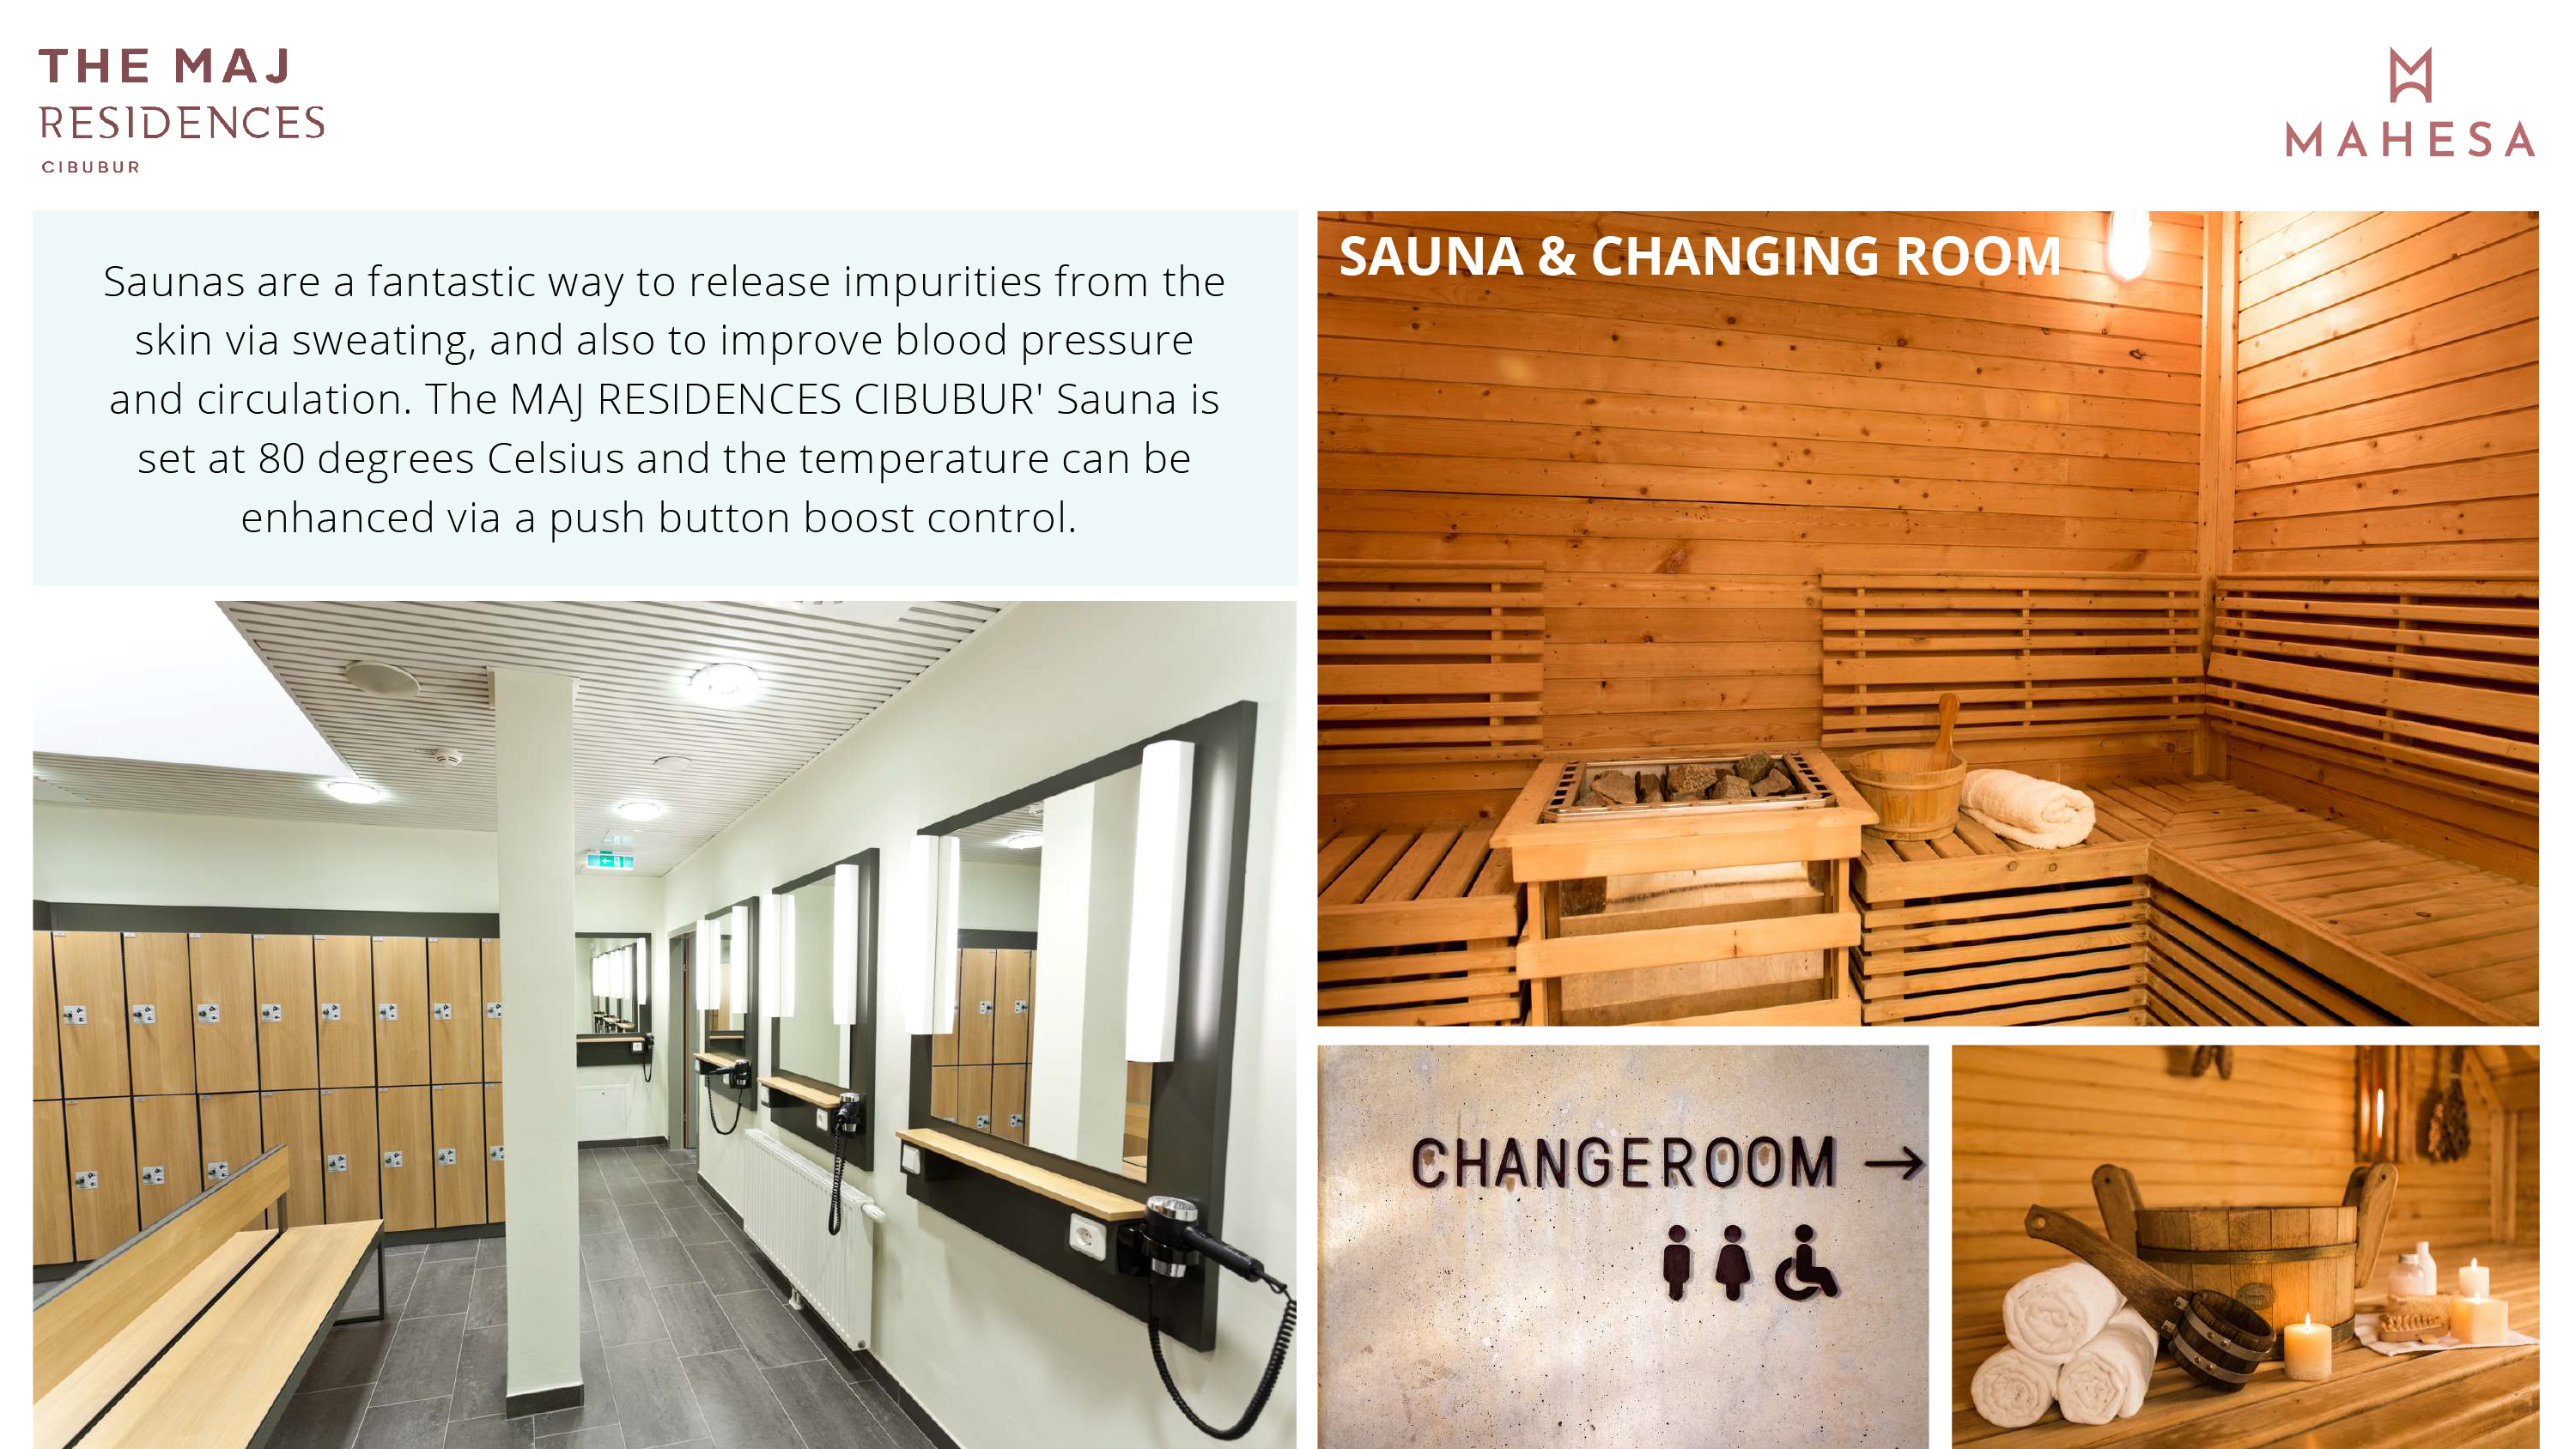 THE MAJ
RESIDENCES
CIBUBUR
MAHESA
Saunas are a fantastic way to release impurities from the
skin via sweating, and also to improve blood pressure
and circulation. The MAJ RESIDENCES CIBUBUR' Sauna is
set at 80 degrees Celsius and the temperature can be
enhanced via a push button boost control.
SAUNA & CHANGING ROOM
CHANGEROOM →